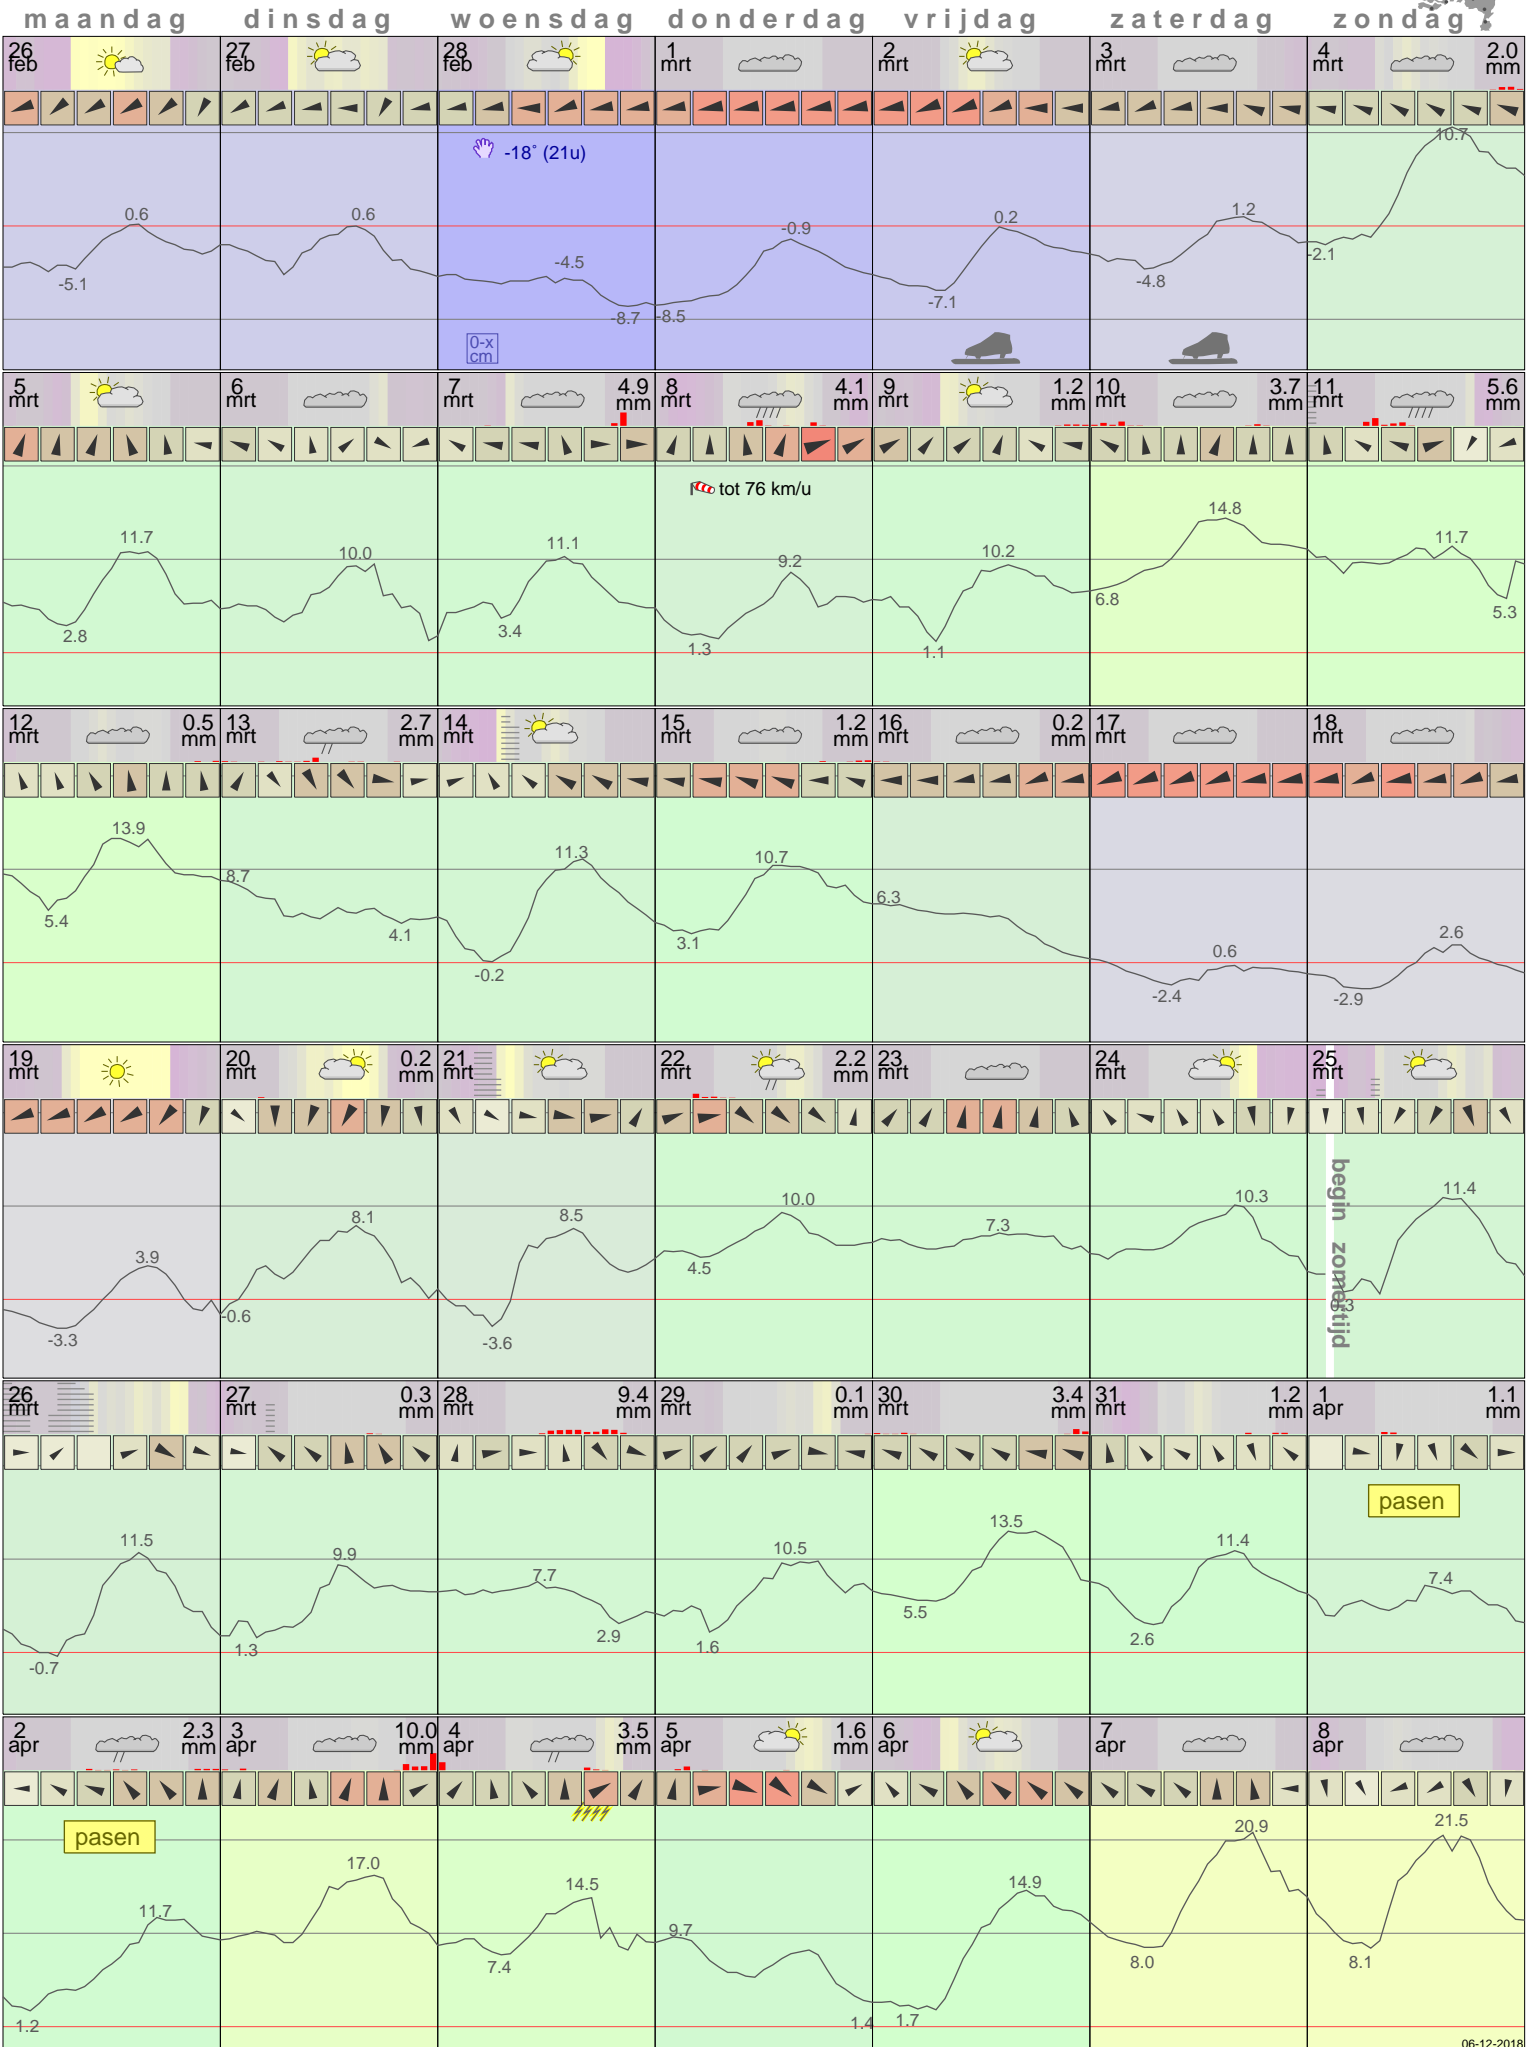 maandag dinsdag woensdag donderdag vrijdag zaterdag zondag
26 27 28 1 2 3 4 2.0
feb feb feb mrt mrt mrt mrt mm
-18° (21u)
10.7
0.6 0.6 -4.5 -0.9 0.2 1.2
-5.1 -8.7 -8.5 -7.1 -4.8 -2.1
0-x
cm
5 6 7 4.9 8 4.1 9 1.2 10 3.7 11 5.6
mrt mrt mrt mm mrt mm mrt mm mrt mm mrt mm
tot 76 km/u
11.7 10.0 11.1 9.2 10.2 14.8 11.7
2.8 3.4 1.3 1.1 6.8 5.3
12 0.5 13 2.7 14 15 1.2 16 0.2 17 18
mrt mm mrt mm mrt mrt mm mrt mm mrt mrt
13.9 8.7 11.3 10.7 6.3 0.6 2.6
5.4 4.1 -0.2 3.1 -2.4 -2.9
19 20 0.2 21 22 2.2 23 24 25
mrt mrt mm mrt mrt mm mrt mrt mrt
begin zomertijd
3.9 8.1 8.5 10.0 7.3 10.3 11.4
-3.3 -0.6 -3.6 4.5 0.3
26 27 0.3 28 9.4 29 0.1 30 3.4 31 1.2 1 1.1
mrt mrt mm mrt mm mrt mm mrt mm mrt mm apr mm
pasen
11.5 9.9 7.7 10.5 13.5 11.4 7.4
-0.7 1.3 2.9 1.6 5.5 2.6
2 2.3 3 10.0 4 3.5 5 1.6 6 7 8
apr mm apr mm apr mm apr mm apr apr apr
pasen
11.7 17.0 14.5 9.7 14.9 20.9 21.5
1.2 7.4 1.4 1.7 8.0 8.1
06-12-2018